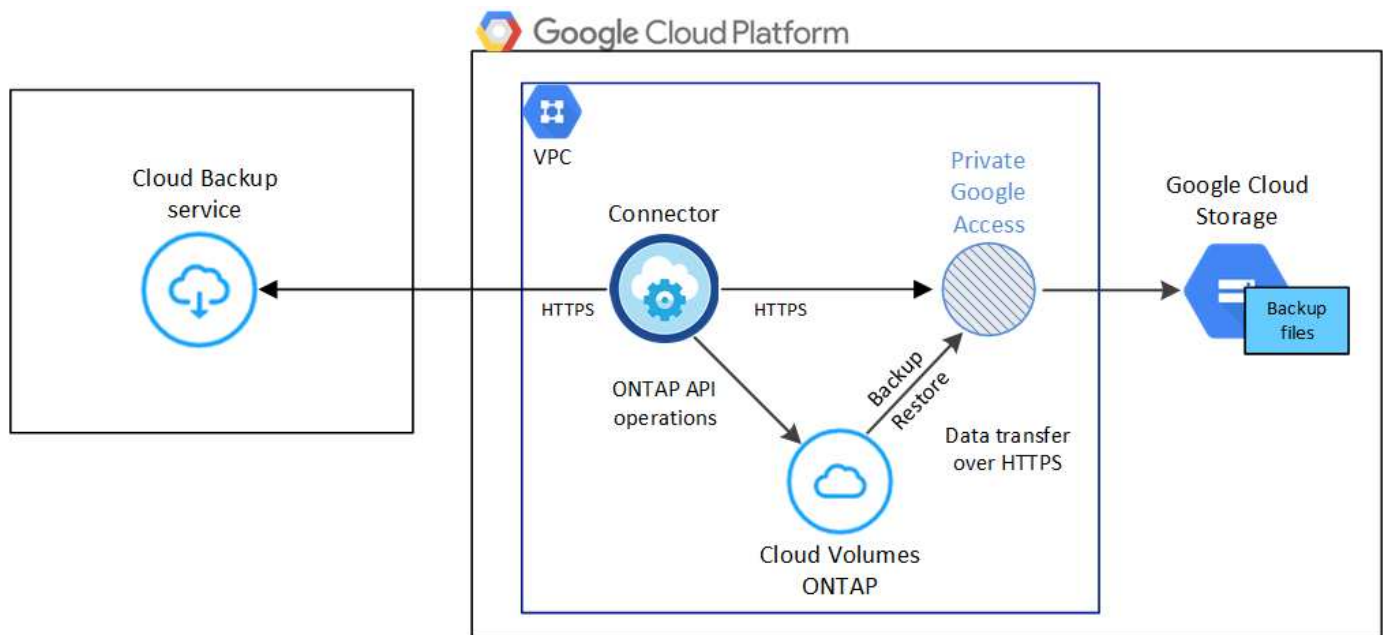 Google Cloud Platform
VPC
Cloud Backup
service
Connector
Private
Google
Access
Google Cloud
Storage
HTTPS
HTTPS
Backup
files
ONTAP API
operations
Backup
Restore
Data transfer
over HTTPS
Cloud Volumes
ONTAP